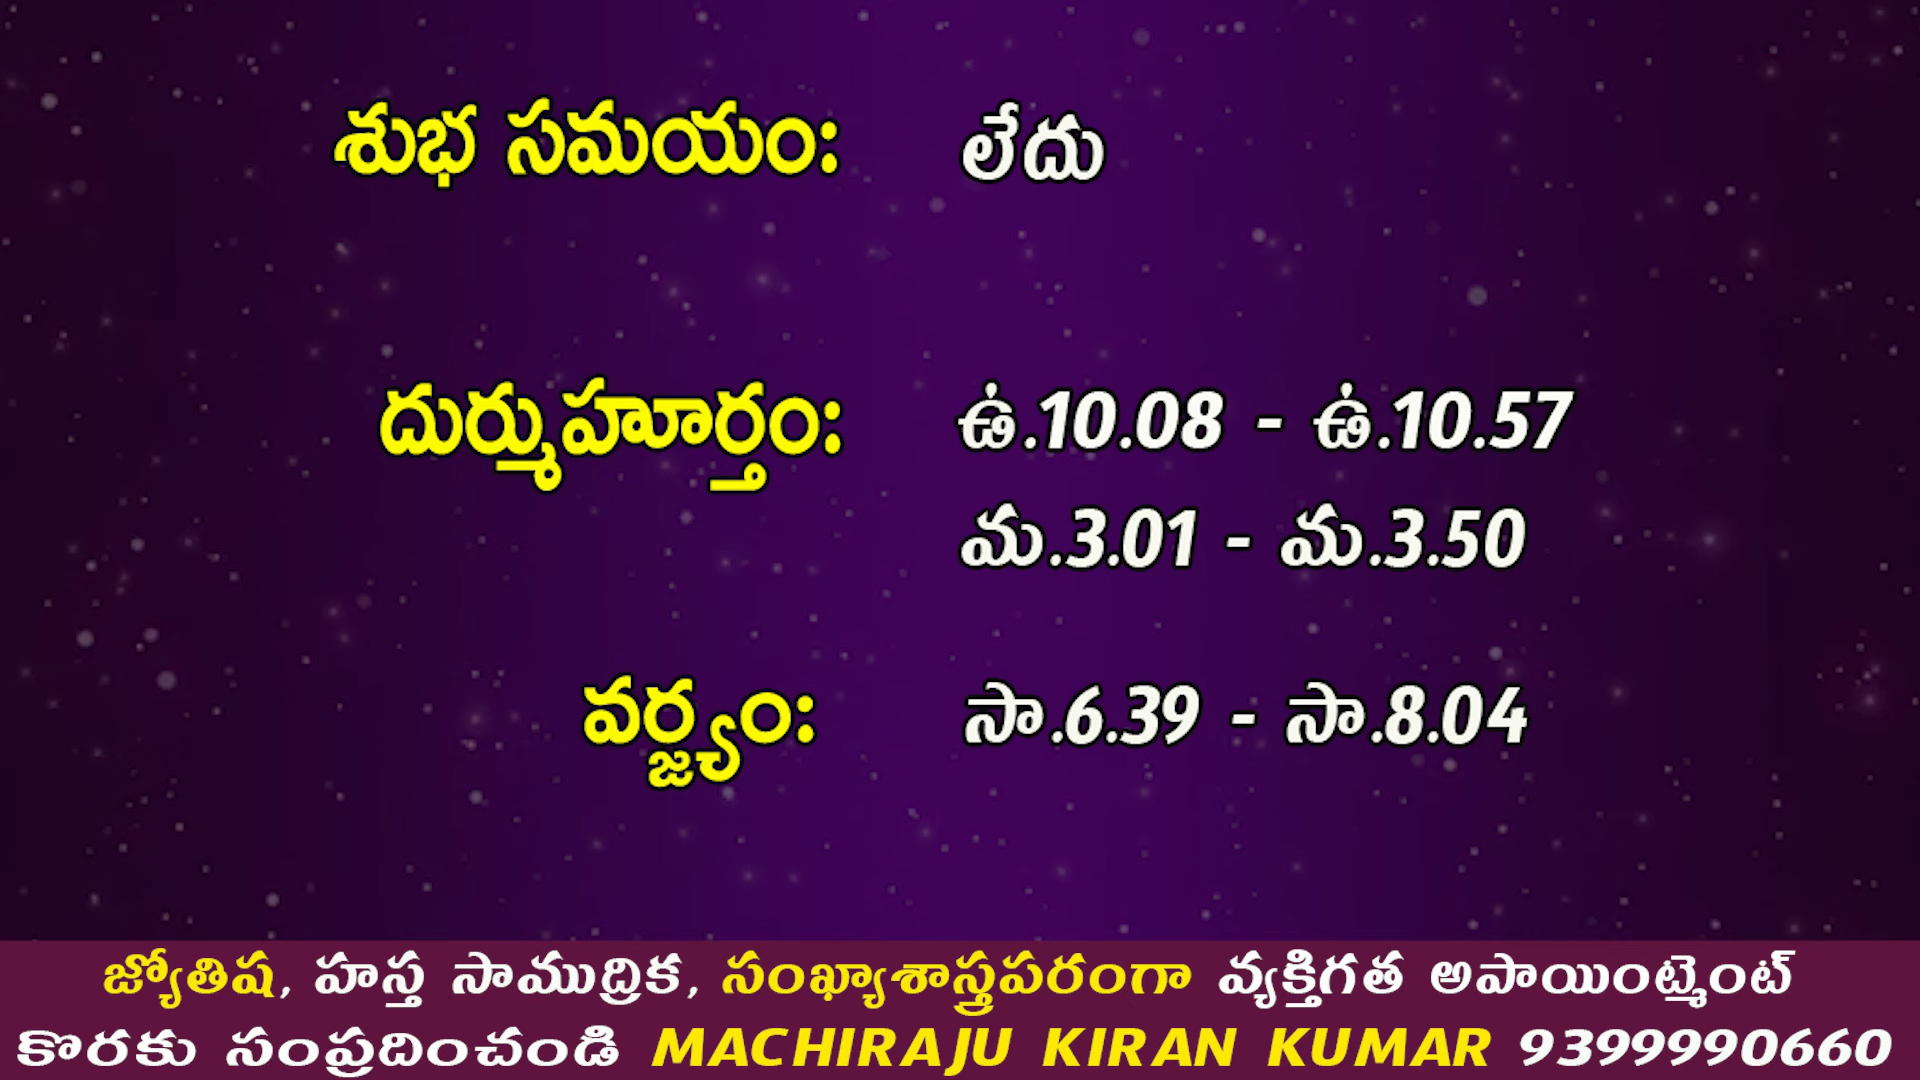 శుభ సమయం: లేదు
దుర్ముహూర్తం: ఉ.10.08 - ఉ.10.57
మ.3.01 - మ.3.50
వర్జ్యం: సా.6.39 - సా.8.04
జ్యోతిష, హస్త సాముద్రిక, సంఖ్యాశాస్త్రపరంగా వ్యక్తిగత అపాయింట్మెంట్
కొరకు సంప్రదించండి MACHIRAJU KIRAN KUMAR 9399990660